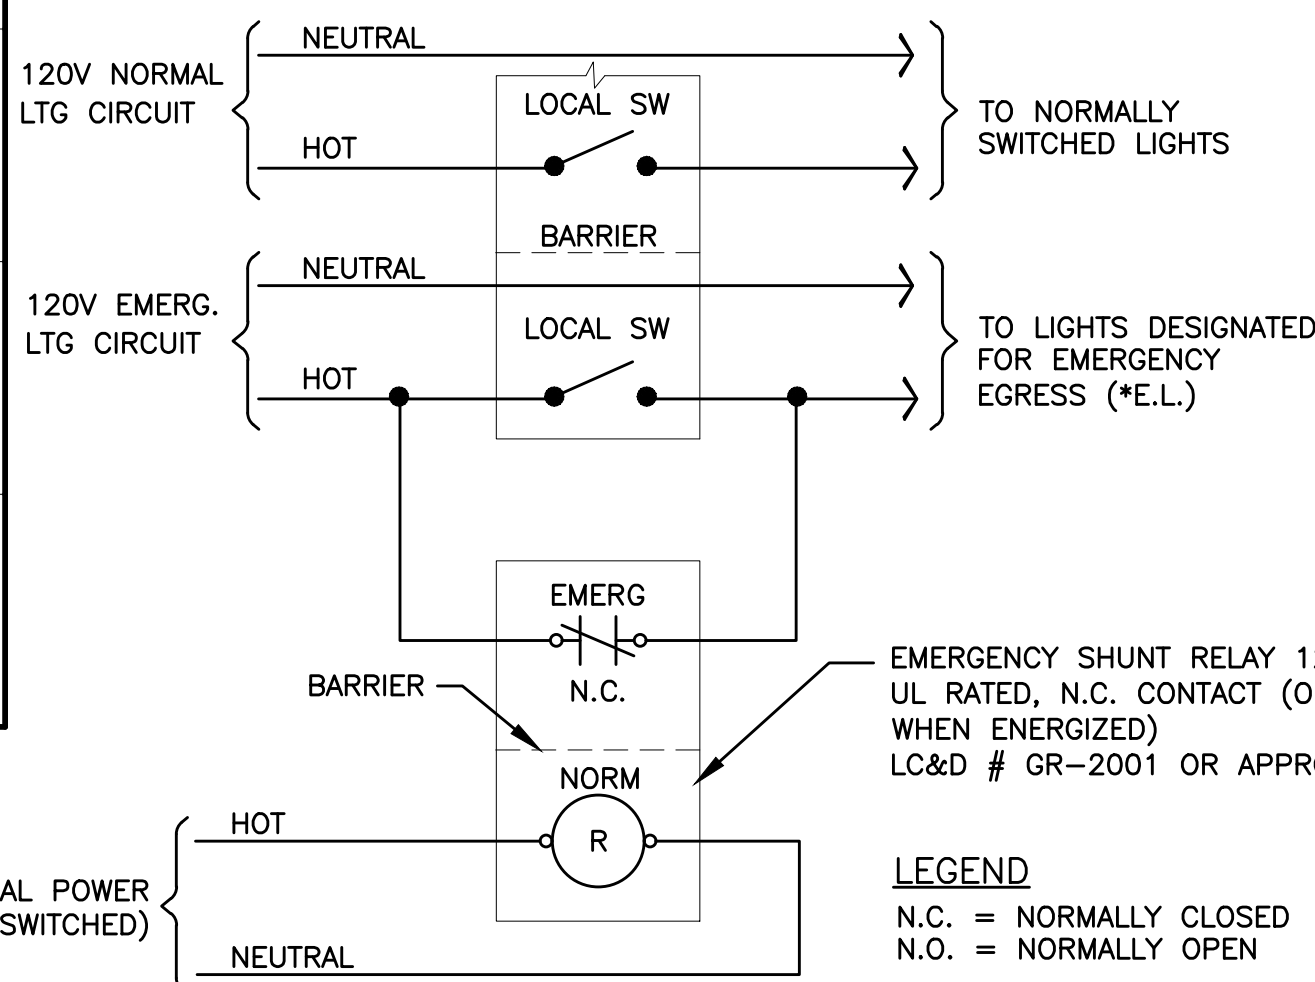 NEUTRAL
120V NORMAL
LTG CIRCUIT
LOCAL SW
HOT
TO NORMALLY
SWITCHED LIGHTS
BARRIER
NEUTRAL
120V EMERG.
LTG CIRCUIT
LOCAL SW
HOT
TO LIGHTS DESIGNATED
FOR EMERGENCY
EGRESS (*E.L.)
EMERG
N.C.
BARRIER
EMERGENCY SHUNT RELAY
UL RATED, N.C. CONTACT
WHEN ENERGIZED)
LC&D # GR-2001 OR
NORM
R
HOT
POWER
SWITCHED)
NEUTRAL
LEGEND
N.C. = NORMALLY CLOSED
N.O. = NORMALLY OPEN